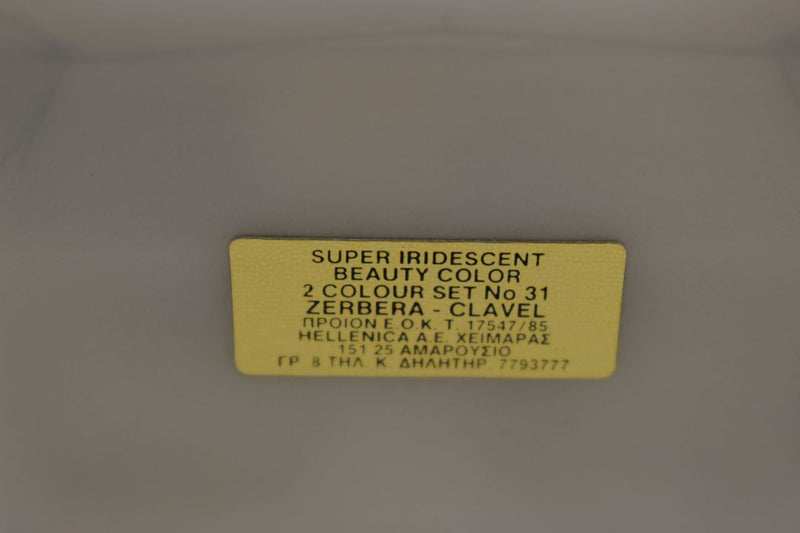 SUPER IRIDESCENT
BEAUTY COLOR
2 COLOUR SET No 31
ZERBERA - CLAVEL
ΠΡΟΙΟΝ Ε.Ο.Κ. Τ. 17547/85
HELLENICA A.E. ΧΕΙΜΑΡΑΣ
151 25 ΑΜΑΡΟΥΣΙΟ
ΓΡ. 8 ΤΗΛ. Κ. ΔΗΛΗΤΗΡ. 7793777